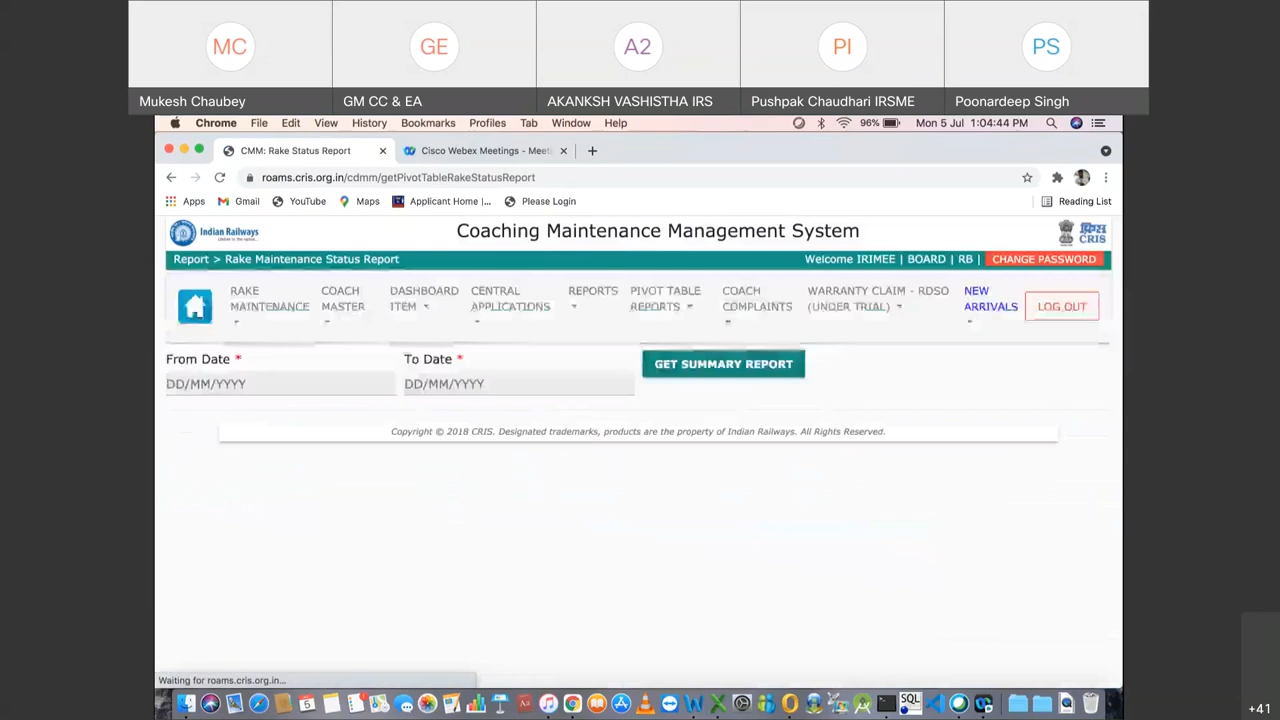 MC GE A2 PI PS
Mukesh Chaubey GM CC & EA AKANKSH VASHISTHA IRS Pushpak Chaudhari IRSME Poonardeep Singh
Chrome File Edit View History Bookmarks Profiles Tab Window Help 96% Mon 5 Jul 1:04:44 PM
CMM: Rake Status Report Cisco Webex Meetings - Meeti
roams.cris.org.in/cdmm/getPivotTableRakeStatusReport
Apps Gmail YouTube Maps Applicant Home |... Please Login Reading List
Indian Railways Coaching Maintenance Management System CRIS
Report > Rake Maintenance Status Report Welcome IRIMEE | BOARD | RB | CHANGE PASSWORD
RAKE MAINTENANCE
COACH MASTER
DASHBOARD ITEM
CENTRAL APPLICATIONS
REPORTS
PIVOT TABLE REPORTS
COACH COMPLAINTS
WARRANTY CLAIM - RDSO (UNDER TRIAL)
NEW ARRIVALS
LOG OUT
From Date * To Date * GET SUMMARY REPORT
DD/MM/YYYY DD/MM/YYYY
Copyright © 2018 CRIS. Designated trademarks, products are the property of Indian Railways. All Rights Reserved.
Waiting for roams.cris.org.in...
SQL
+41